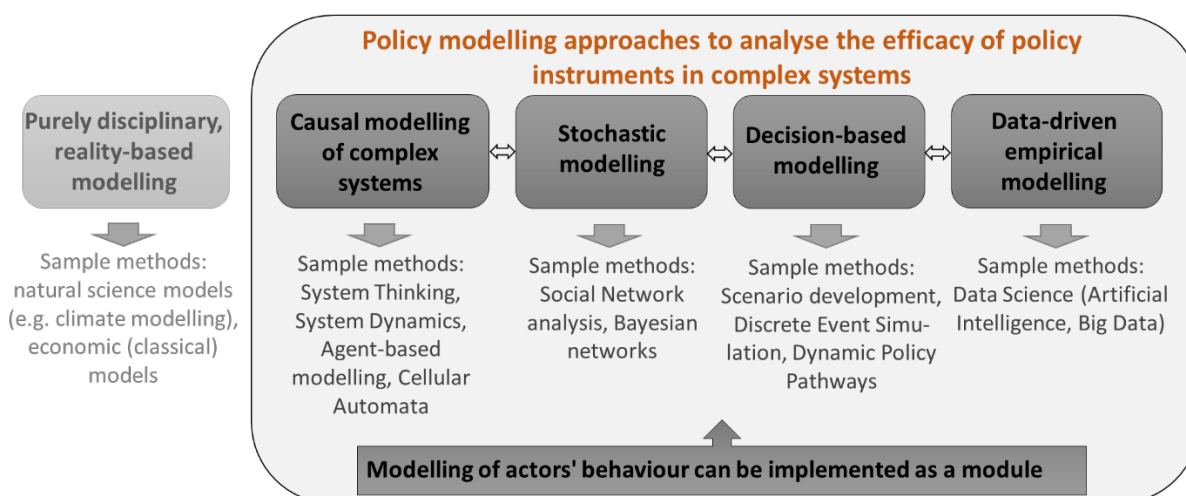 Policy modelling approaches to analyse the efficacy of policy
instruments in complex systems
Purely disciplinary,
reality-based
modelling
Sample methods:
natural science models
(e.g. climate modelling),
economic (classical)
models
Causal modelling
of complex
systems
Sample methods:
System Thinking,
System Dynamics,
Agent-based
modelling, Cellular
Automata
Stochastic
modelling
Sample methods:
Social Network
analysis, Bayesian
networks
Decision-based
modelling
Sample methods:
Scenario development,
Discrete Event Simu-
lation, Dynamic Policy
Pathways
Data-driven
empirical
modelling
Sample methods:
Data Science (Artificial
Intelligence, Big Data)
Modelling of actors' behaviour can be implemented as a module